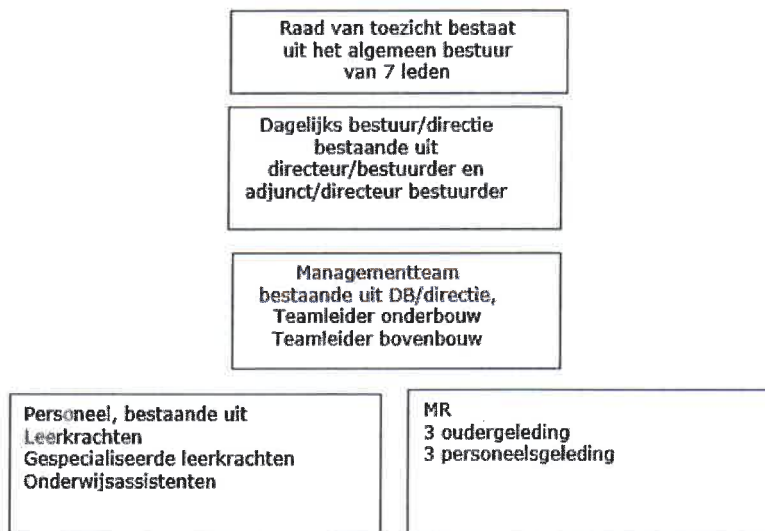 Raad van toezicht bestaat
uit het algemeen bestuur
van 7 leden
Dagelijks bestuur/directie
bestaande uit
directeur/bestuurder en
adjunct/directeur bestuurder
Managementteam
bestaande uit DB/directie,
Teamleider onderbouw
Teamleider bovenbouw
Personeel, bestaande uit
Leerkrachten
Gespecialiseerde leerkrachten
Onderwijsassistenten
MR
3 oudergeleding
3 personeelsgeleding